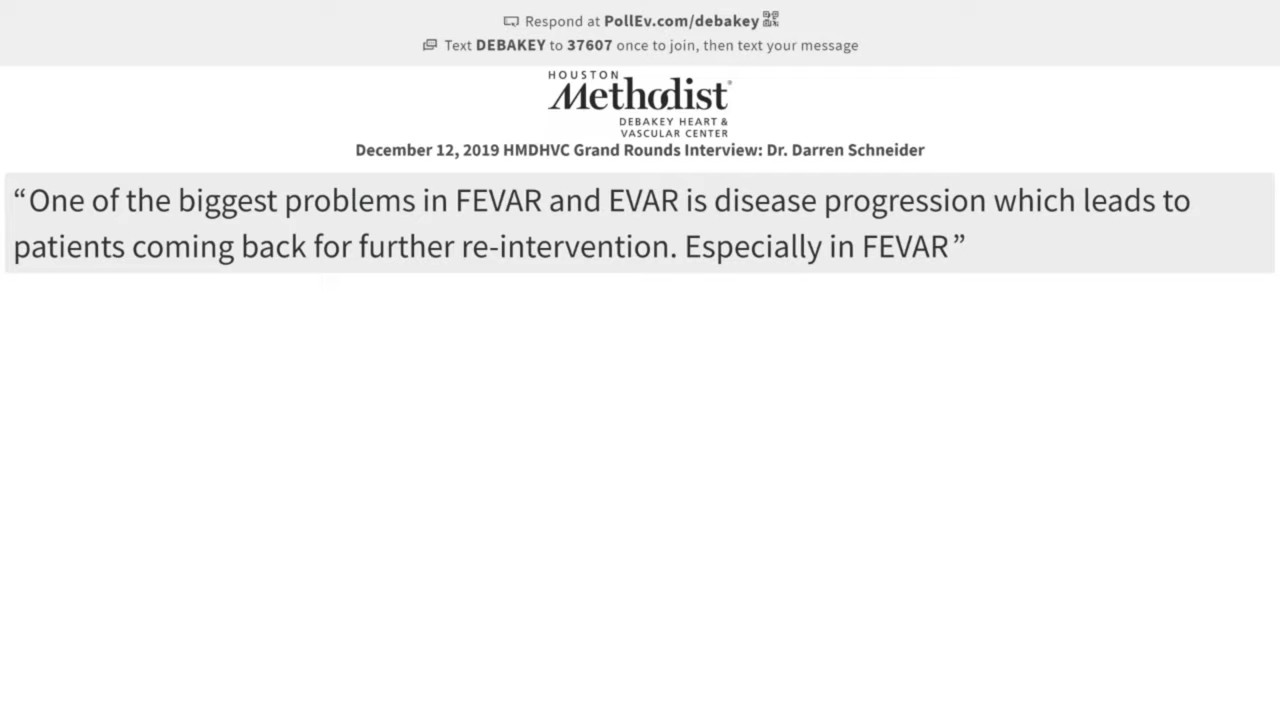 Respond at PollEv.com/debakey
Text DEBAKEY to 37607 once to join, then text your message
HOUSTON
Methodist®
DEBAKEY HEART &
VASCULAR CENTER
December 12, 2019 HMDHVC Grand Rounds Interview: Dr. Darren Schneider
“One of the biggest problems in FEVAR and EVAR is disease progression which leads to
patients coming back for further re-intervention. Especially in FEVAR”